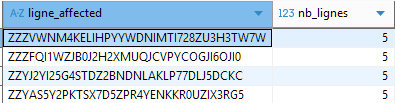 A-Z ligne_affected 123 nb_lignes
ZZZVWNM4KELIHPYYWDNIMTI728ZU3H3TW7W 5
ZZZFQI1WZJB0J2H2XMUQJCVPYCOGJI6OJI0 5
ZZYJ2YI25G4STDZ2BNDNLAKLP77DLJ5DCKC 5
ZZYAS5Y2PKTSX7D5ZPR4YENKKR0UZIX3RG5 5